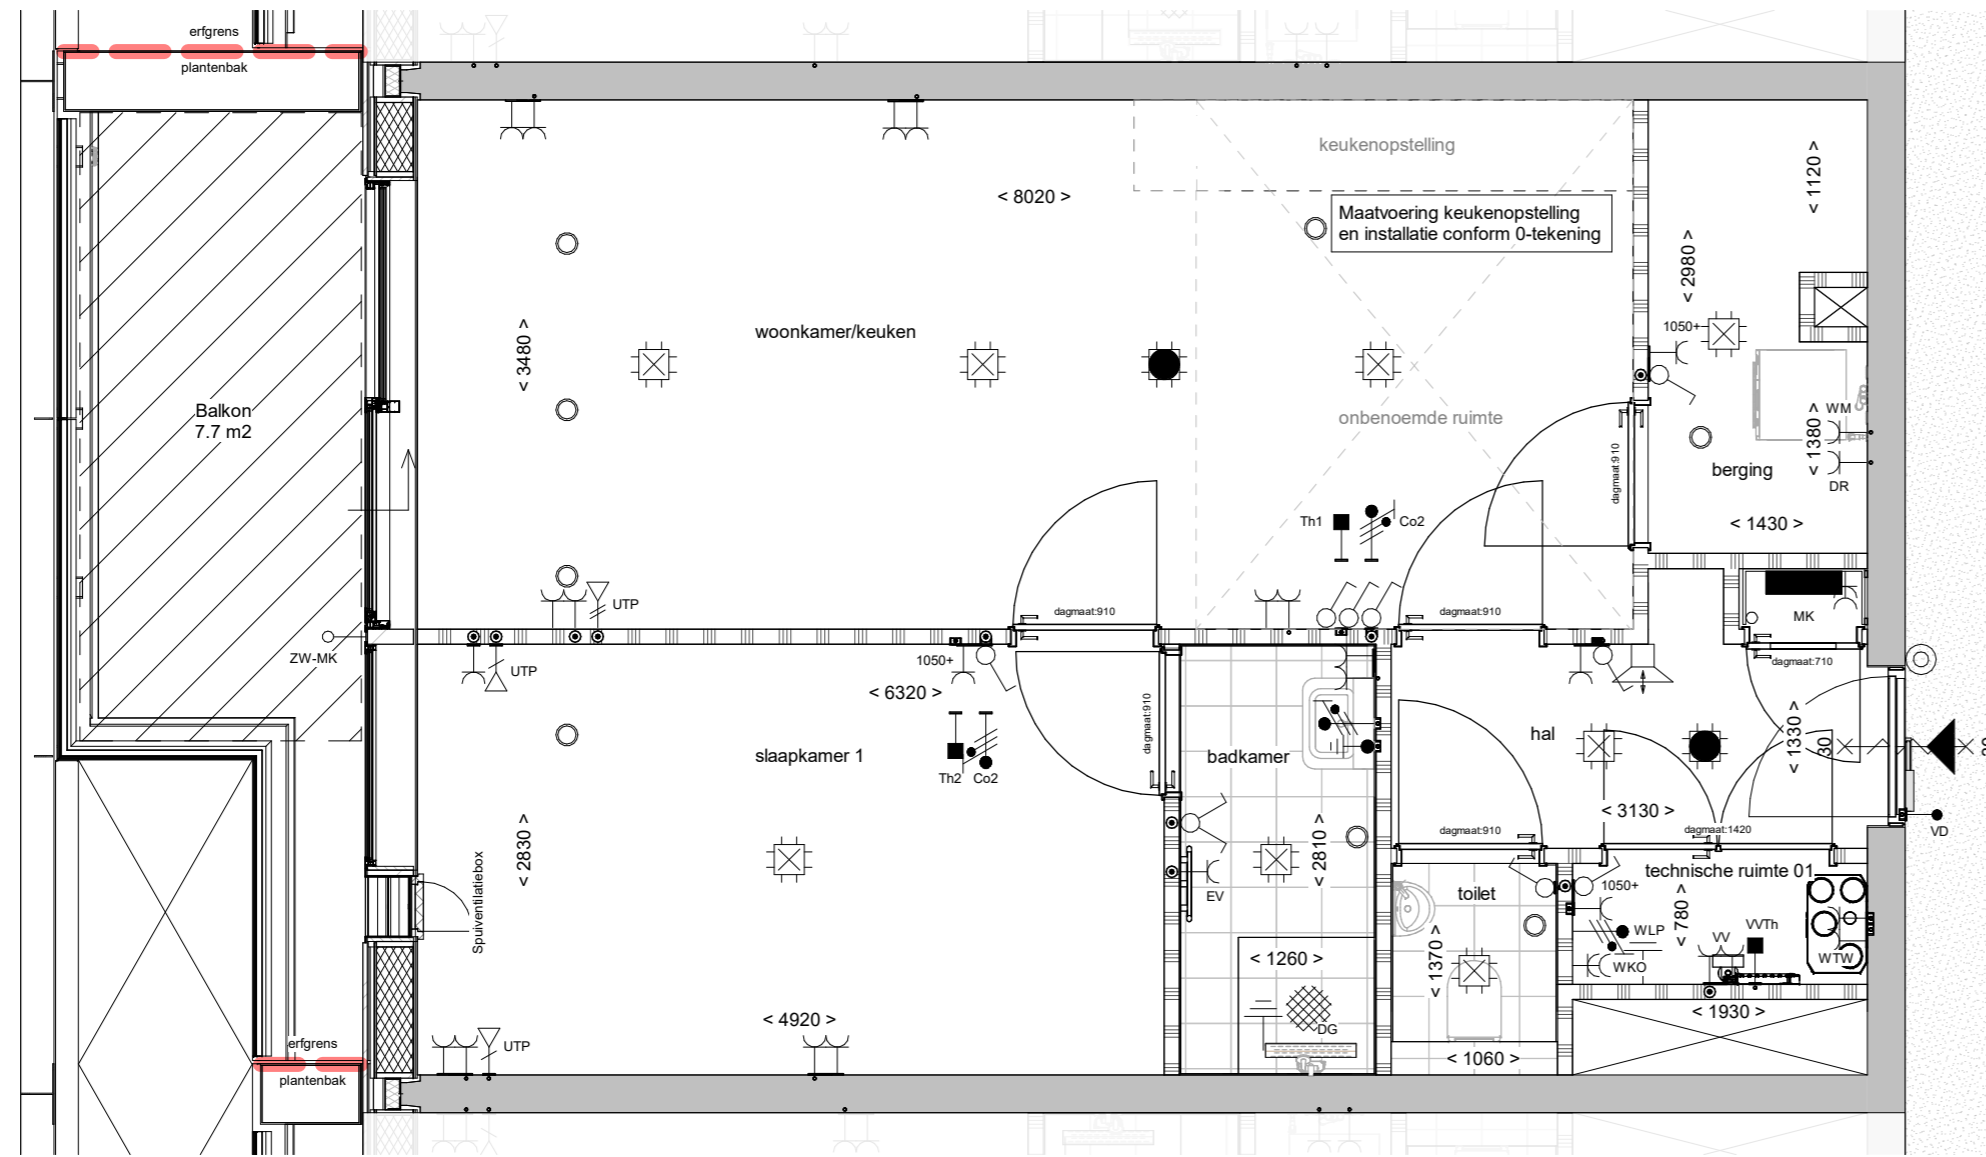 erfgrens
plantenbak
keukenopstelling
< 8020 >
Maatvoering keukenopstelling
en installatie conform 0-tekening
< 1120 >
< 2980 >
1050+
woonkamer/keuken
< 3480 >
Balkon
7.7 m2
onbenoemde ruimte
dagmaat:910
WM
< 1380 >
berging
DR
< 1430 >
Th1
Co2
UTP
dagmaat:910
dagmaat:910
MK
ZW-MK
UTP
1050+
< 6320 >
dagmaat:710
dagmaat:910
< 1330 >
30
hal
slaapkamer 1
badkamer
Th2
Co2
< 3130 >
dagmaat:910
dagmaat:1420
VD
< 2830 >
< 2810 >
Spuiventilatiebox
EV
toilet
1050+
technische ruimte 01
< 780 >
WLP
VV
VVTh
WTW
WKO
< 1370 >
< 1260 >
DG
< 4920 >
UTP
< 1930 >
< 1060 >
erfgrens
plantenbak